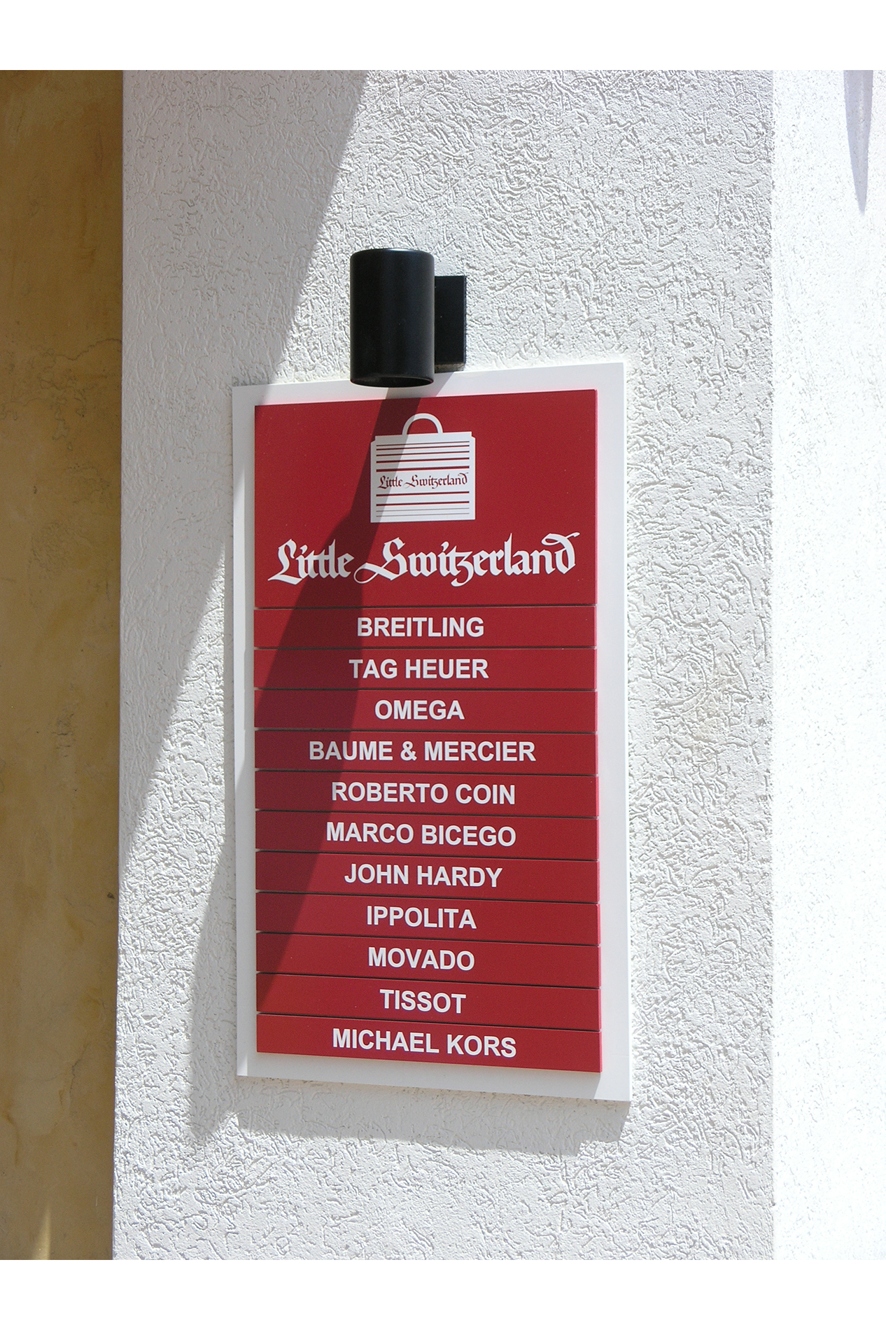 Little Switzerland
Little Switzerland
BREITLING
TAG HEUER
OMEGA
BAUME & MERCIER
ROBERTO COIN
MARCO BICEGO
JOHN HARDY
IPPOLITA
MOVADO
TISSOT
MICHAEL KORS